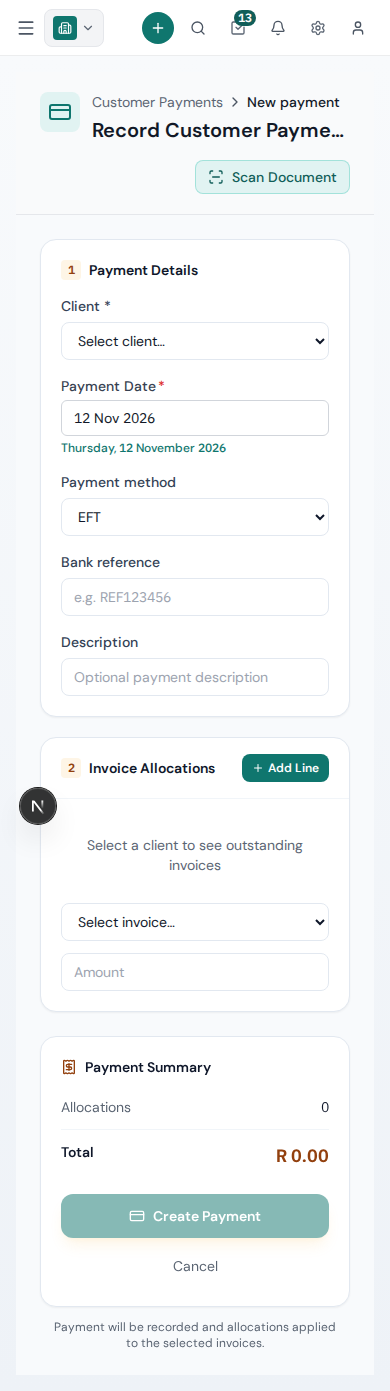 13
Customer Payments > New payment
Record Customer Payme...
Scan Document
1 Payment Details
Client *
Select client...
Payment Date *
12 Nov 2026
Thursday, 12 November 2026
Payment method
EFT
Bank reference
e.g. REF123456
Description
Optional payment description
2 Invoice Allocations
+ Add Line
N
Select a client to see outstanding
invoices
Select invoice...
Amount
$ Payment Summary
Allocations 0
Total R 0.00
Create Payment
Cancel
Payment will be recorded and allocations applied
to the selected invoices.